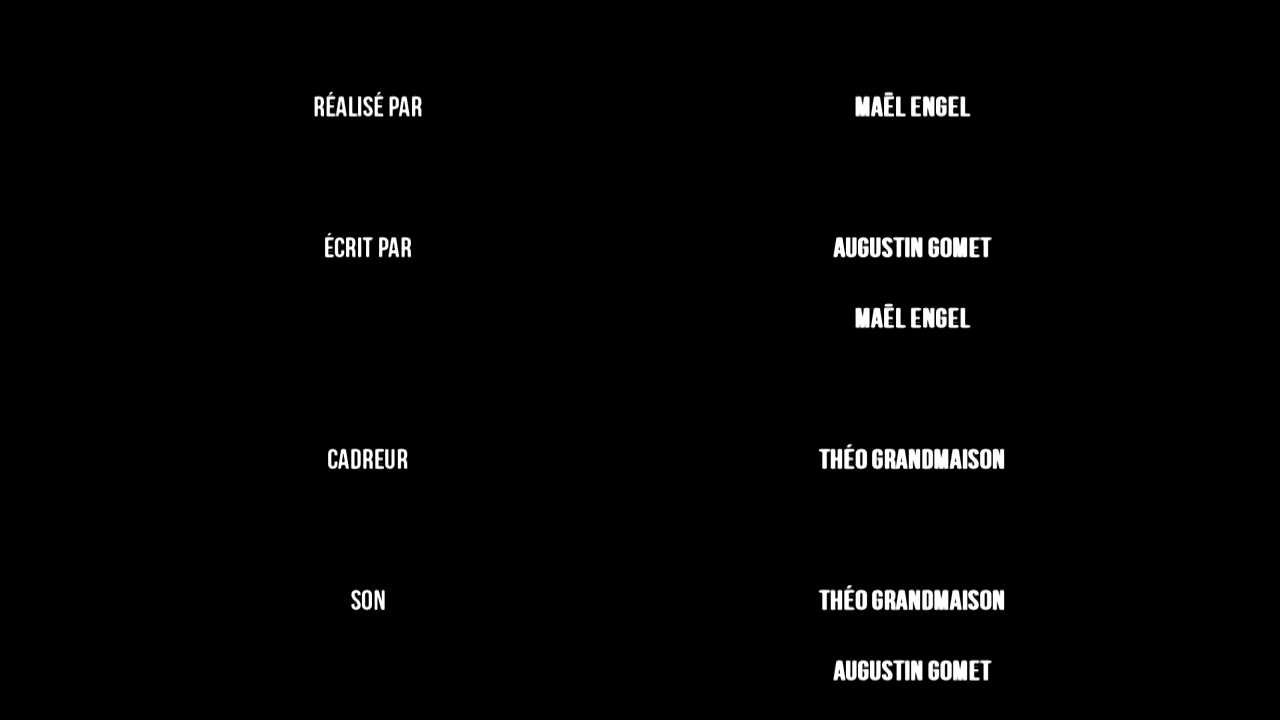 RÉALISÉ PAR MAËL ENGEL
ÉCRIT PAR AUGUSTIN GOMET
MAËL ENGEL
CADREUR THÉO GRANDMAISON
SON THÉO GRANDMAISON
AUGUSTIN GOMET